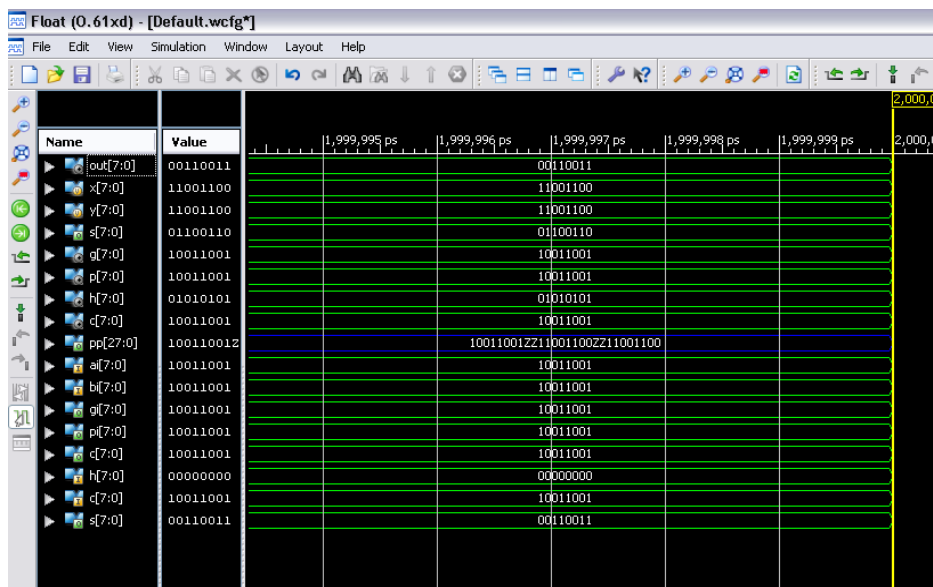 Float (0.61xd) - [Default.wcfg*]
File Edit View Simulation Window Layout Help
2,000,0
Name Value 1,999,995 ps 1,999,996 ps 1,999,997 ps 1,999,998 ps 1,999,999 ps 2,000,
out[7:0] 00110011 00110011
x[7:0] 11001100 11001100
y[7:0] 11001100 11001100
s[7:0] 01100110 01100110
g[7:0] 10011001 10011001
p[7:0] 10011001 10011001
h[7:0] 01010101 01010101
c[7:0] 10011001 10011001
pp[27:0] 10011001Z 10011001ZZ11001100ZZ11001100
ai[7:0] 10011001 10011001
bi[7:0] 10011001 10011001
gi[7:0] 10011001 10011001
pi[7:0] 10011001 10011001
c[7:0] 10011001 10011001
h[7:0] 00000000 00000000
c[7:0] 10011001 10011001
s[7:0] 00110011 00110011